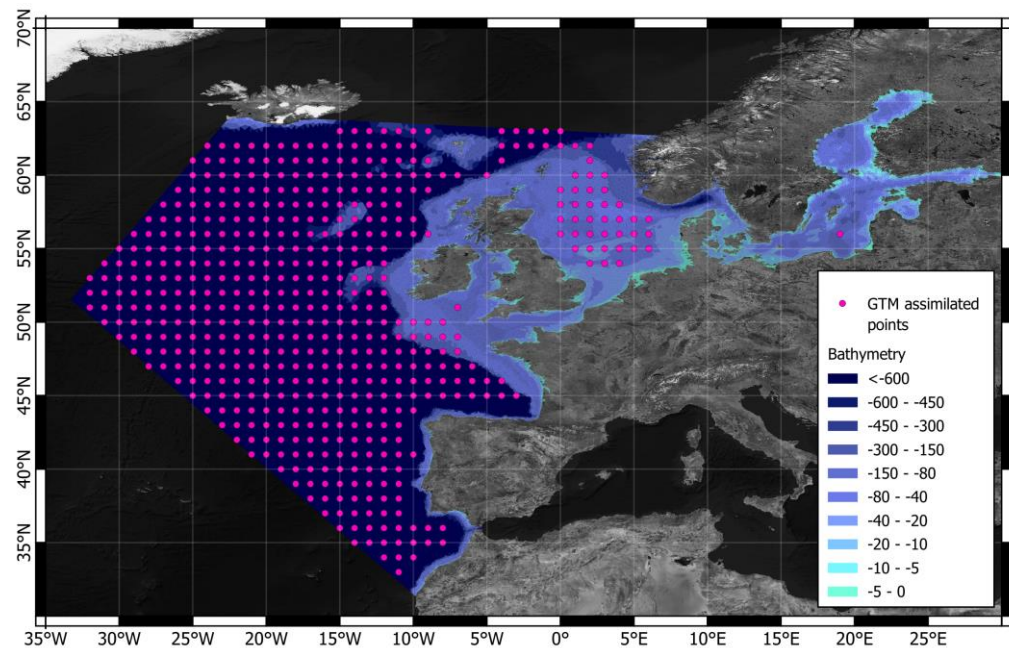 70°N
65°N
60°N
55°N
50°N
45°N
40°N
35°N
GTM assimilated
points
Bathymetry
<-600
-600 - -450
-450 - -300
-300 - -150
-150 - -80
-80 - -40
-40 - -20
-20 - -10
-10 - -5
-5 - 0
35°W 30°W 25°W 20°W 15°W 10°W 5°W 0° 5°E 10°E 15°E 20°E 25°E